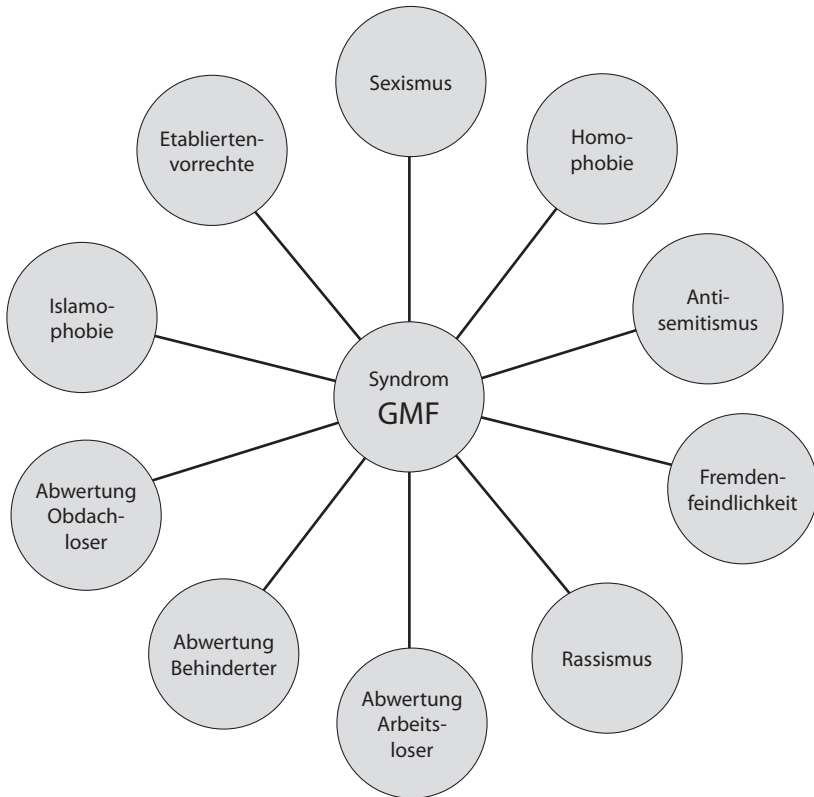 Sexismus
Homo-
phobie
Anti-
semitismus
Fremden-
feindlichkeit
Rassismus
Abwertung
Arbeits-
loser
Abwertung
Behinderter
Abwertung
Obdach-
loser
Islamo-
phobie
Etablierten-
vorrechte
Syndrom
GMF